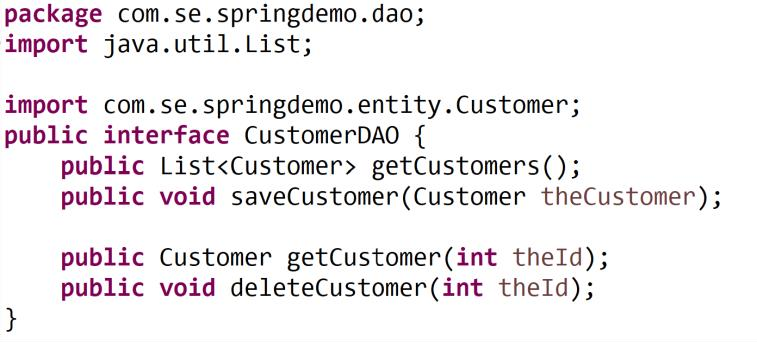 package com.se.springdemo.dao;
import java.util.List;

import com.se.springdemo.entity.Customer;
public interface CustomerDAO {
    public List<Customer> getCustomers();
    public void saveCustomer(Customer theCustomer);

    public Customer getCustomer(int theId);
    public void deleteCustomer(int theId);
}